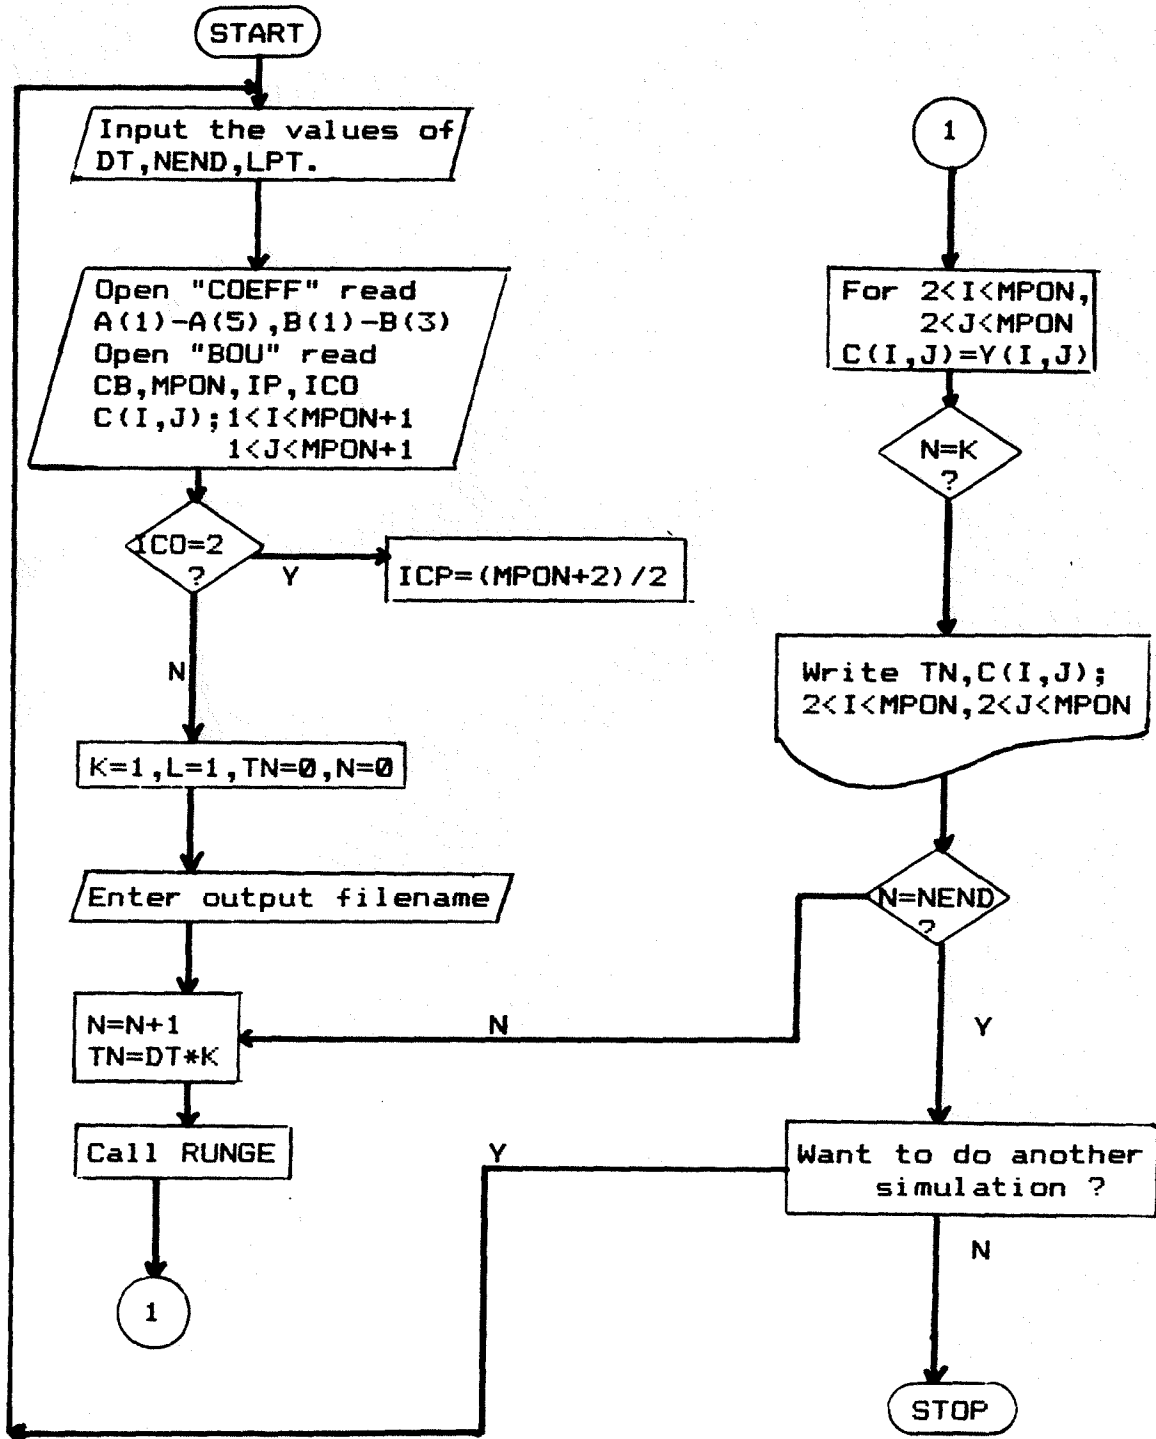 START
Input the values of
DT,NEND,LPT.
Open "COEFF" read
A(1)-A(5),B(1)-B(3)
Open "BOU" read
CB,MPON,IP,ICO
C(I,J);1<I<MPON+1
1<J<MPON+1
ICO=2
?
Y
ICP=(MPON+2)/2
N
K=1,L=1,TN=0,N=0
Enter output filename
N=N+1
TN=DT*K
Call RUNGE
1
1
For 2<I<MPON,
2<J<MPON
C(I,J)=Y(I,J)
N=K
?
Write TN,C(I,J);
2<I<MPON,2<J<MPON
N=NEND
?
N
Y
Want to do another
simulation ?
Y
N
STOP